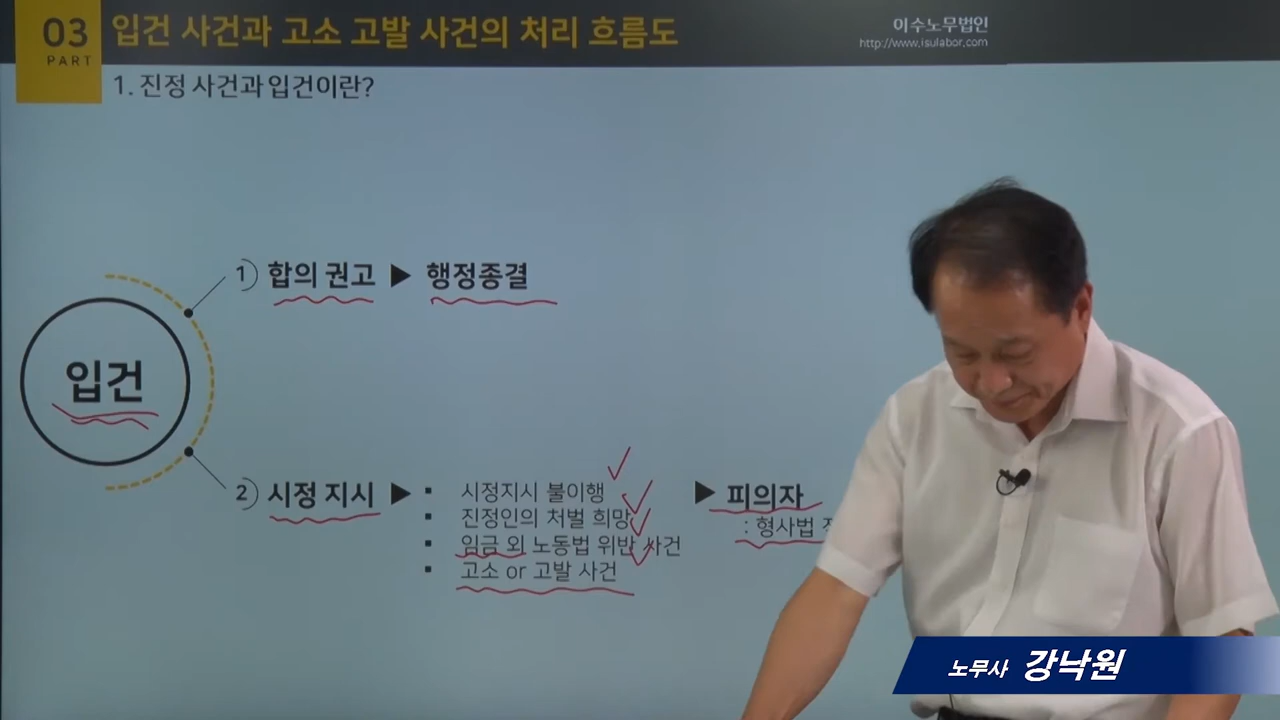 03
PART
입건 사건과 고소 고발 사건의 처리 흐름도
이수노무법인
http://www.isulabor.com
1. 진정 사건과 입건이란?
입건
1) 합의 권고 ▶ 행정종결
2) 시정 지시 ▶
▪ 시정지시 불이행
▪ 진정인의 처벌 희망
▪ 임금 외 노동법 위반 사건
▪ 고소 or 고발 사건
▶ 피의자
: 형사법
노무사 강낙원